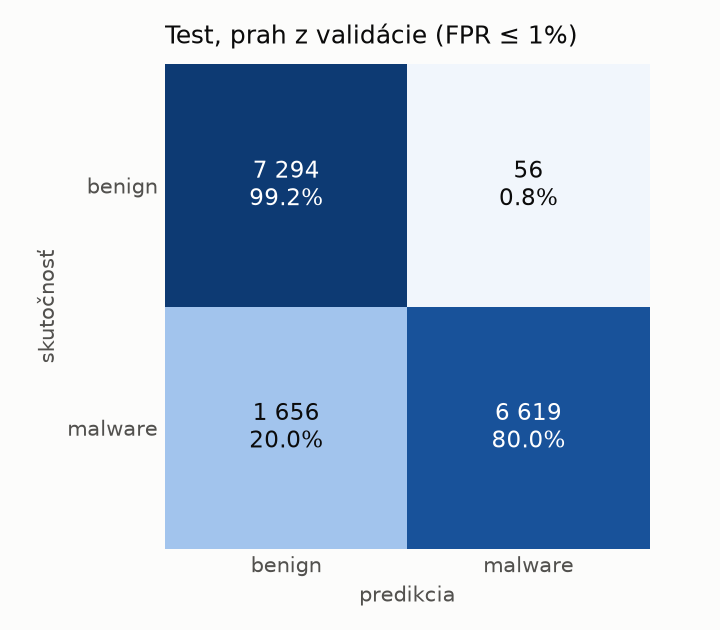 Test, prah z validácie (FPR ≤ 1%)
skutočnosť
benign
7 294
99.2%
56
0.8%
malware
1 656
20.0%
6 619
80.0%
benign
malware
predikcia